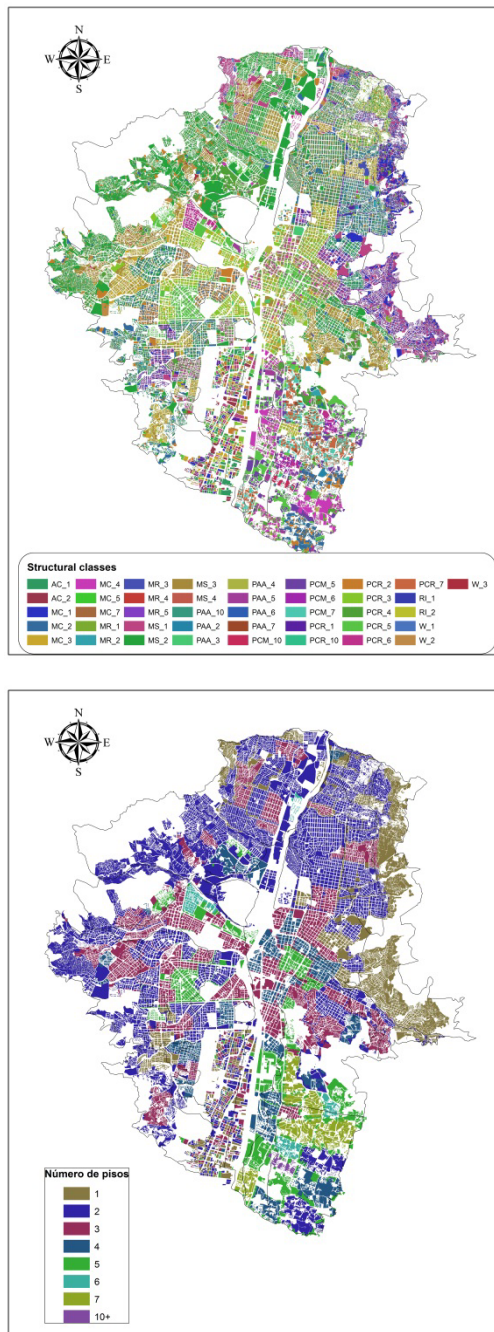 N
W E
S
Structural classes
AC_1 MC_4 MR_3 MS_3 PAA_4 PCM_5 PCR_2 PCR_7 W_3
AC_2 MC_5 MR_4 MS_4 PAA_5 PCM_6 PCR_3 RI_1
MC_1 MC_7 MR_5 PAA_10 PAA_6 PCM_7 PCR_4 RI_2
MC_2 MR_1 MS_1 PAA_2 PAA_7 PCR_1 PCR_5 W_1
MC_3 MR_2 MS_2 PAA_3 PCM_10 PCR_10 PCR_6 W_2
N
W E
S
Número de pisos
1
2
3
4
5
6
7
10+